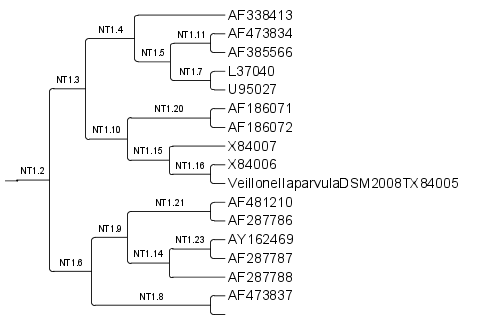 AF338413
NT1.4
NT1.11 AF473834
NT1.5 AF385566
NT1.7 L37040
NT1.3 U95027
NT1.20 AF186071
NT1.10 AF186072
NT1.15 X84007
NT1.16 X84006
NT1.2 VeillonellaparvulaDSM2008TX84005
NT1.21 AF481210
NT1.9 AF287786
NT1.23 AY162469
NT1.6 NT1.14 AF287787
AF287788
NT1.8 AF473837